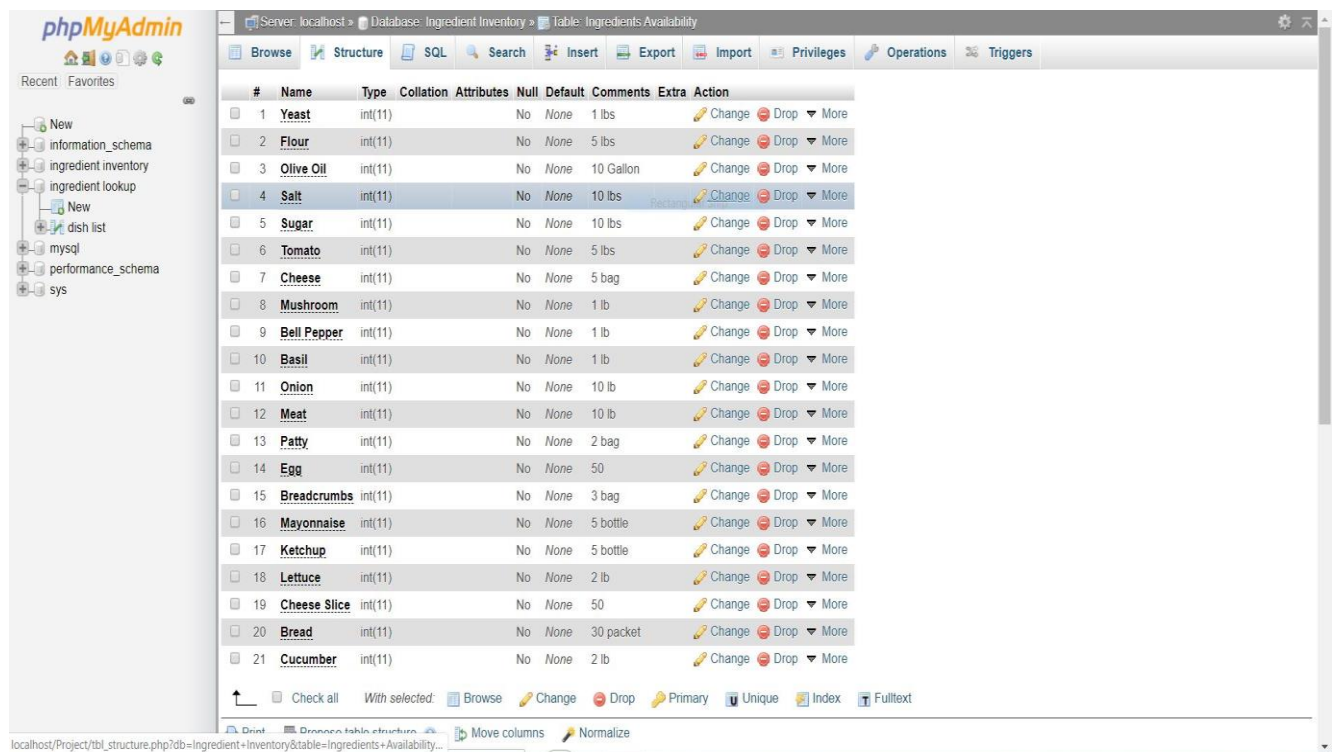 phpMyAdmin
Recent Favorites
New
information_schema
ingredient inventory
ingredient lookup
New
dish list
mysql
performance_schema
sys
Server: localhost » Database: Ingredient Inventory » Table: Ingredients Availability
Browse Structure SQL Search Insert Export Import Privileges Operations Triggers
# Name Type Collation Attributes Null Default Comments Extra Action
1 Yeast int(11) No None 1 lbs Change Drop More
2 Flour int(11) No None 5 lbs Change Drop More
3 Olive Oil int(11) No None 10 Gallon Change Drop More
4 Salt int(11) No None 10 lbs Change Drop More
5 Sugar int(11) No None 10 lbs Change Drop More
6 Tomato int(11) No None 5 lbs Change Drop More
7 Cheese int(11) No None 5 bag Change Drop More
8 Mushroom int(11) No None 1 lb Change Drop More
9 Bell Pepper int(11) No None 1 lb Change Drop More
10 Basil int(11) No None 1 lb Change Drop More
11 Onion int(11) No None 10 lb Change Drop More
12 Meat int(11) No None 10 lb Change Drop More
13 Patty int(11) No None 2 bag Change Drop More
14 Egg int(11) No None 50 Change Drop More
15 Breadcrumbs int(11) No None 3 bag Change Drop More
16 Mayonnaise int(11) No None 5 bottle Change Drop More
17 Ketchup int(11) No None 5 bottle Change Drop More
18 Lettuce int(11) No None 2 lb Change Drop More
19 Cheese Slice int(11) No None 50 Change Drop More
20 Bread int(11) No None 30 packet Change Drop More
21 Cucumber int(11) No None 2 lb Change Drop More
Check all With selected: Browse Change Drop Primary Unique Index Fulltext
Print Propose table structure Move columns Normalize
localhost/Project/tbl_structure.php?db=Ingredient+Inventory&table=Ingredients+Availability...